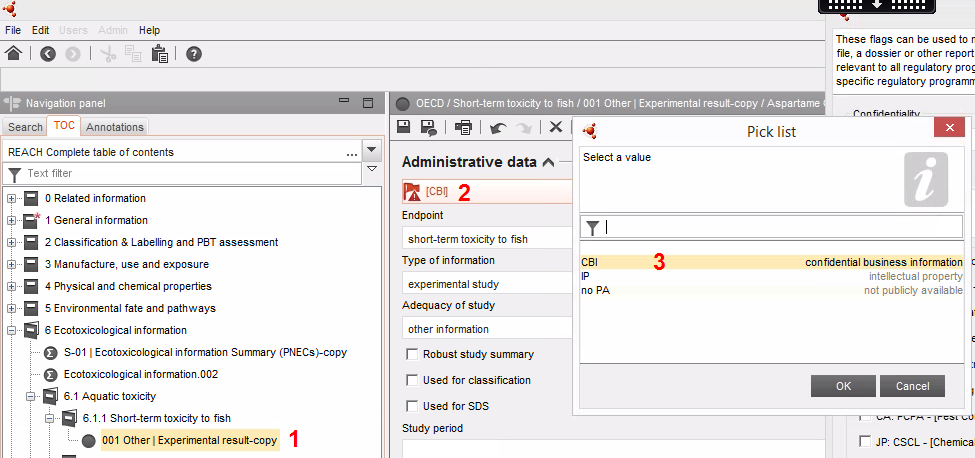 File Edit Users Admin Help
Navigation panel
Search TOC Annotations
REACH Complete table of contents ...
Text filter
0 Related information
1 General information
2 Classification & Labelling and PBT assessment
3 Manufacture, use and exposure
4 Physical and chemical properties
5 Environmental fate and pathways
6 Ecotoxicological information
S-01 | Ecotoxicological information Summary (PNECs)-copy
Ecotoxicological information.002
6.1 Aquatic toxicity
6.1.1 Short-term toxicity to fish
001 Other | Experimental result-copy 1
OECD / Short-term toxicity to fish / 001 Other | Experimental result-copy / Aspartame
Administrative data
[CBI] 2
Endpoint
short-term toxicity to fish
Type of information
experimental study
Adequacy of study
other information
Robust study summary
Used for classification
Used for SDS
Study period
These flags can be used to
file, a dossier or other report
relevant to all regulatory
specific regulatory
Confidentiality
Pick list
Select a value
CBI 3 confidential business information
IP intellectual property
no PA not publicly available
OK Cancel
CA: CEPA - [Pest
JP: CSCL - [Chemical